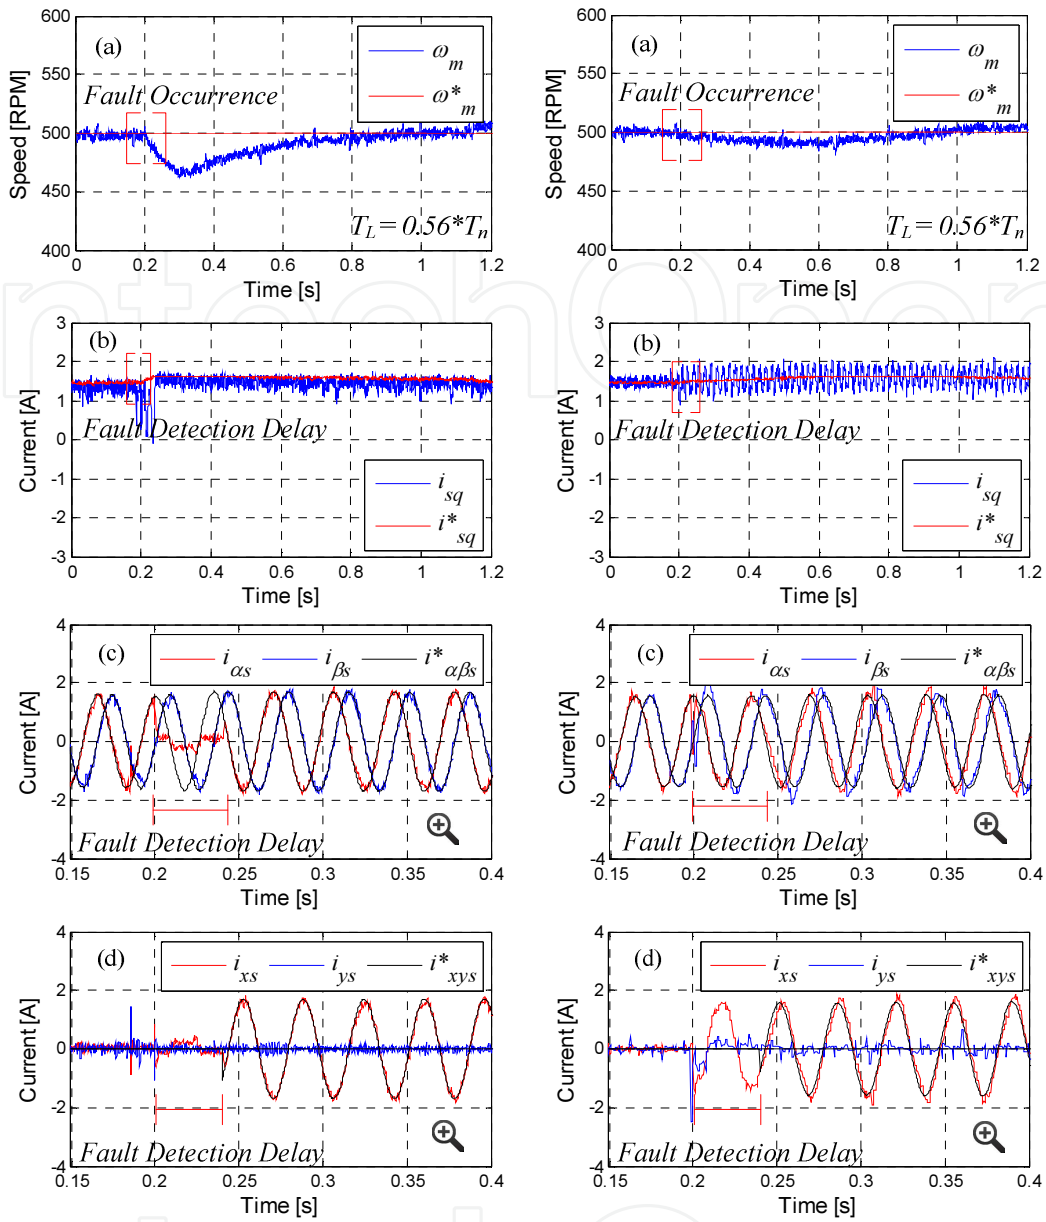 600
(a)
ω_m
ω*_m
550
Fault Occurrence
500
450
T_L = 0.56*T_n
400
Speed [RPM]
0 0.2 0.4 0.6 0.8 1 1.2
Time [s]
600
(a)
ω_m
ω*_m
550
Fault Occurrence
500
450
T_L = 0.56*T_n
400
Speed [RPM]
0 0.2 0.4 0.6 0.8 1 1.2
Time [s]
IntechOpen
3
(b)
2
1
Fault Detection Delay
0
-1
i_sq
-2
i*_sq
-3
Current [A]
0 0.2 0.4 0.6 0.8 1 1.2
Time [s]
3
(b)
2
1
Fault Detection Delay
0
-1
i_sq
-2
i*_sq
-3
Current [A]
0 0.2 0.4 0.6 0.8 1 1.2
Time [s]
4
(c)
i_αs i_βs i*_αβs
2
0
-2
Fault Detection Delay
-4
Current [A]
0.15 0.2 0.25 0.3 0.35 0.4
Time [s]
4
(c)
i_αs i_βs i*_αβs
2
0
-2
Fault Detection Delay
-4
Current [A]
0.15 0.2 0.25 0.3 0.35 0.4
Time [s]
4
(d)
i_xs i_ys i*_xys
2
0
-2
Fault Detection Delay
-4
Current [A]
0.15 0.2 0.25 0.3 0.35 0.4
Time [s]
4
(d)
i_xs i_ys i*_xys
2
0
-2
Fault Detection Delay
-4
Current [A]
0.15 0.2 0.25 0.3 0.35 0.4
Time [s]